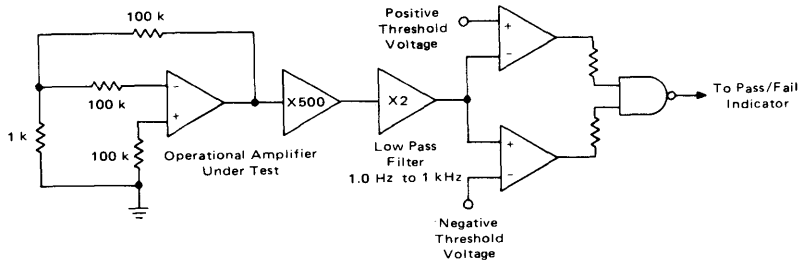 100 k
100 k
1 k
100 k
-
+
Operational Amplifier
Under Test
X500
X2
Low Pass
Filter
1.0 Hz to 1 kHz
Positive
Threshold
Voltage
+
-
+
-
Negative
Threshold
Voltage
To Pass/Fail
Indicator